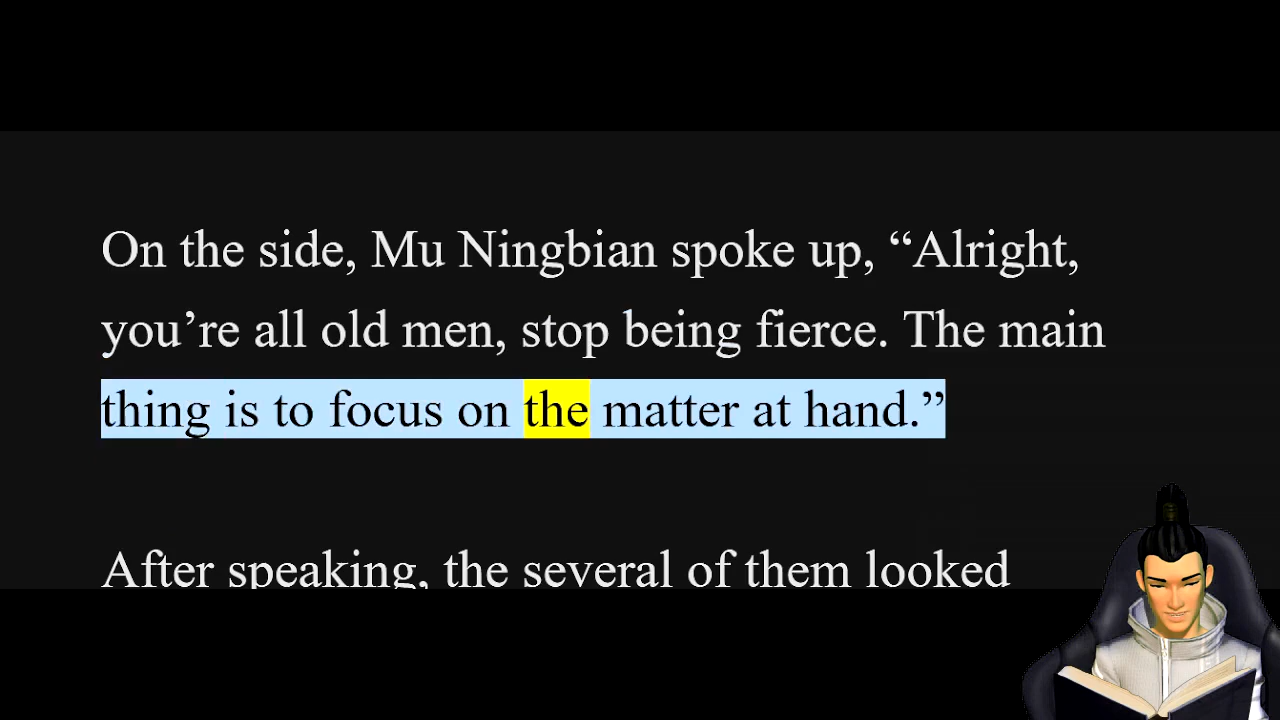 On the side, Mu Ningbian spoke up, “Alright,
you’re all old men, stop being fierce. The main
thing is to focus on the matter at hand.”
After speaking, the several of them looked